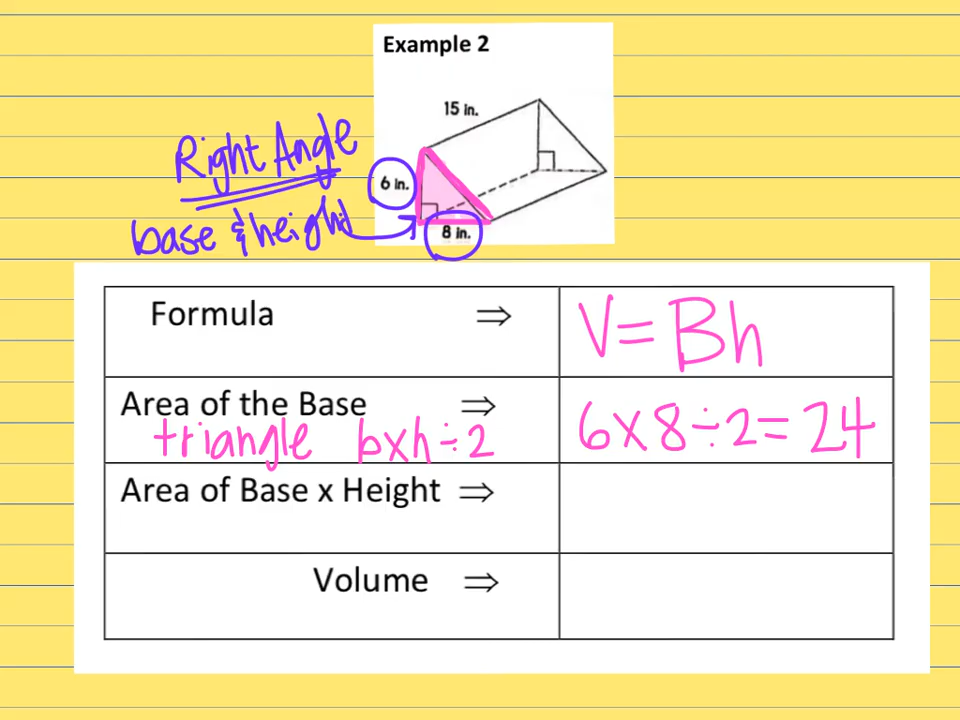 Example 2
15 in.
Right Angle
6 in.
base & height
8 in.
Formula ⇒ V = Bh
Area of the Base ⇒ 6 x 8 ÷ 2 = 24
triangle bxh÷2
Area of Base x Height ⇒
Volume ⇒